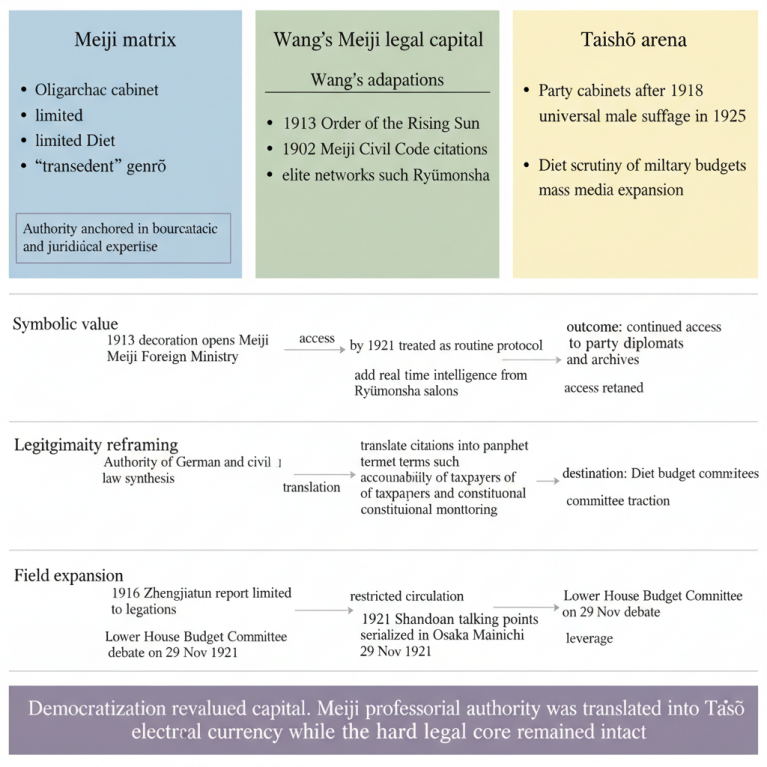 Meiji matrix
• Oligarchac cabinet
• limited
• limited Diet
• “transedent” genrō
Authority anchored in bourcatacic
and juridiical expertise
Wang’s Meiji legal capital
Wang’s adapations
• 1913 Order of the Rising Sun
• 1902 Meiji Civil Code citations
• elite networks such Ryūmonsha
Taishō arena
• Party cabinets after 1918
universal male suffage in 1925
• Diet scrutiny of miltary budgets
mass media expansion
Symbolic value
1913 decoration opens Meiji
Meiji Foreign Ministry
access
by 1921 treated as routine protocol
add real time intelligence from
Ryūmonsha salons
outcome: continued access
to party diplomats
and archives
access retaned
Legitgimaity reframing
Authority of German and civil
law synthesis
translation
translate citations into panphet
termet terms such
accounabiily of taxpayers of
of taxpapers and constituonal
constituional monttoring
destination: Diet budget commitees
committee traction
Field expansion
1916 Zhengjiatun report limited
to legations
Lower House Budget Committee
debate on 29 Nov 1921
restricted circulation
1921 Shandoan talking points
serialized in Osaka Mainichi
29 Nov 1921
Lower House Budget Committee
on 29 Nov debate
leverage
Democratization revalued capital. Meiji professorial authority was translated into Taisō
electreal currency while the hard legal core remained intact